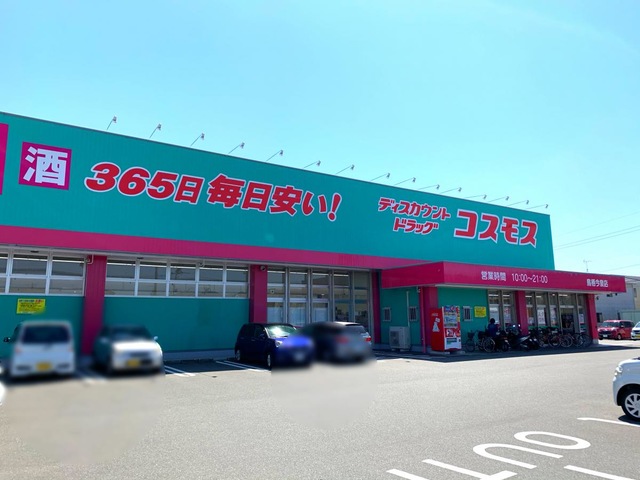 酒
365日 毎日安い!
ディスカウント
ドラッグ
コスモス
営業時間 10:00~21:00